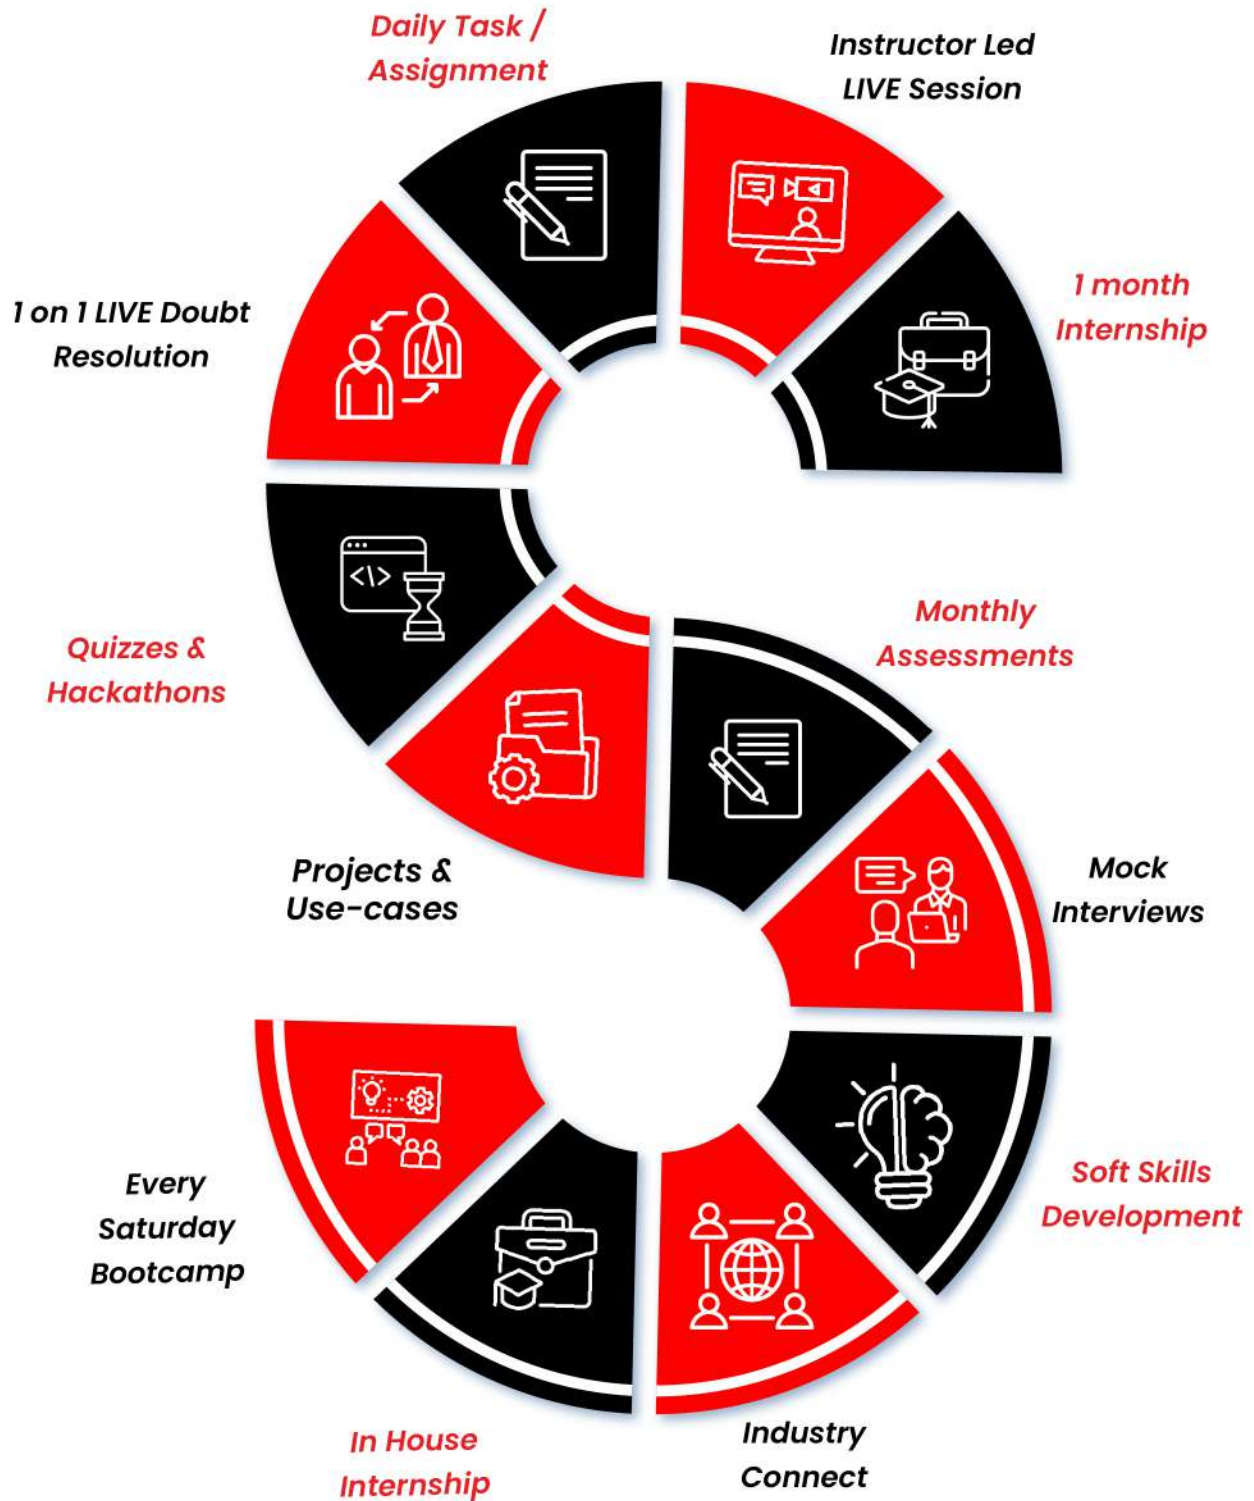 Daily Task /
Assignment
Instructor Led
LIVE Session
1 month
Internship
1 on 1 LIVE Doubt
Resolution
Quizzes &
Hackathons
Monthly
Assessments
Projects &
Use-cases
Mock
Interviews
Every
Saturday
Bootcamp
Soft Skills
Development
In House
Internship
Industry
Connect